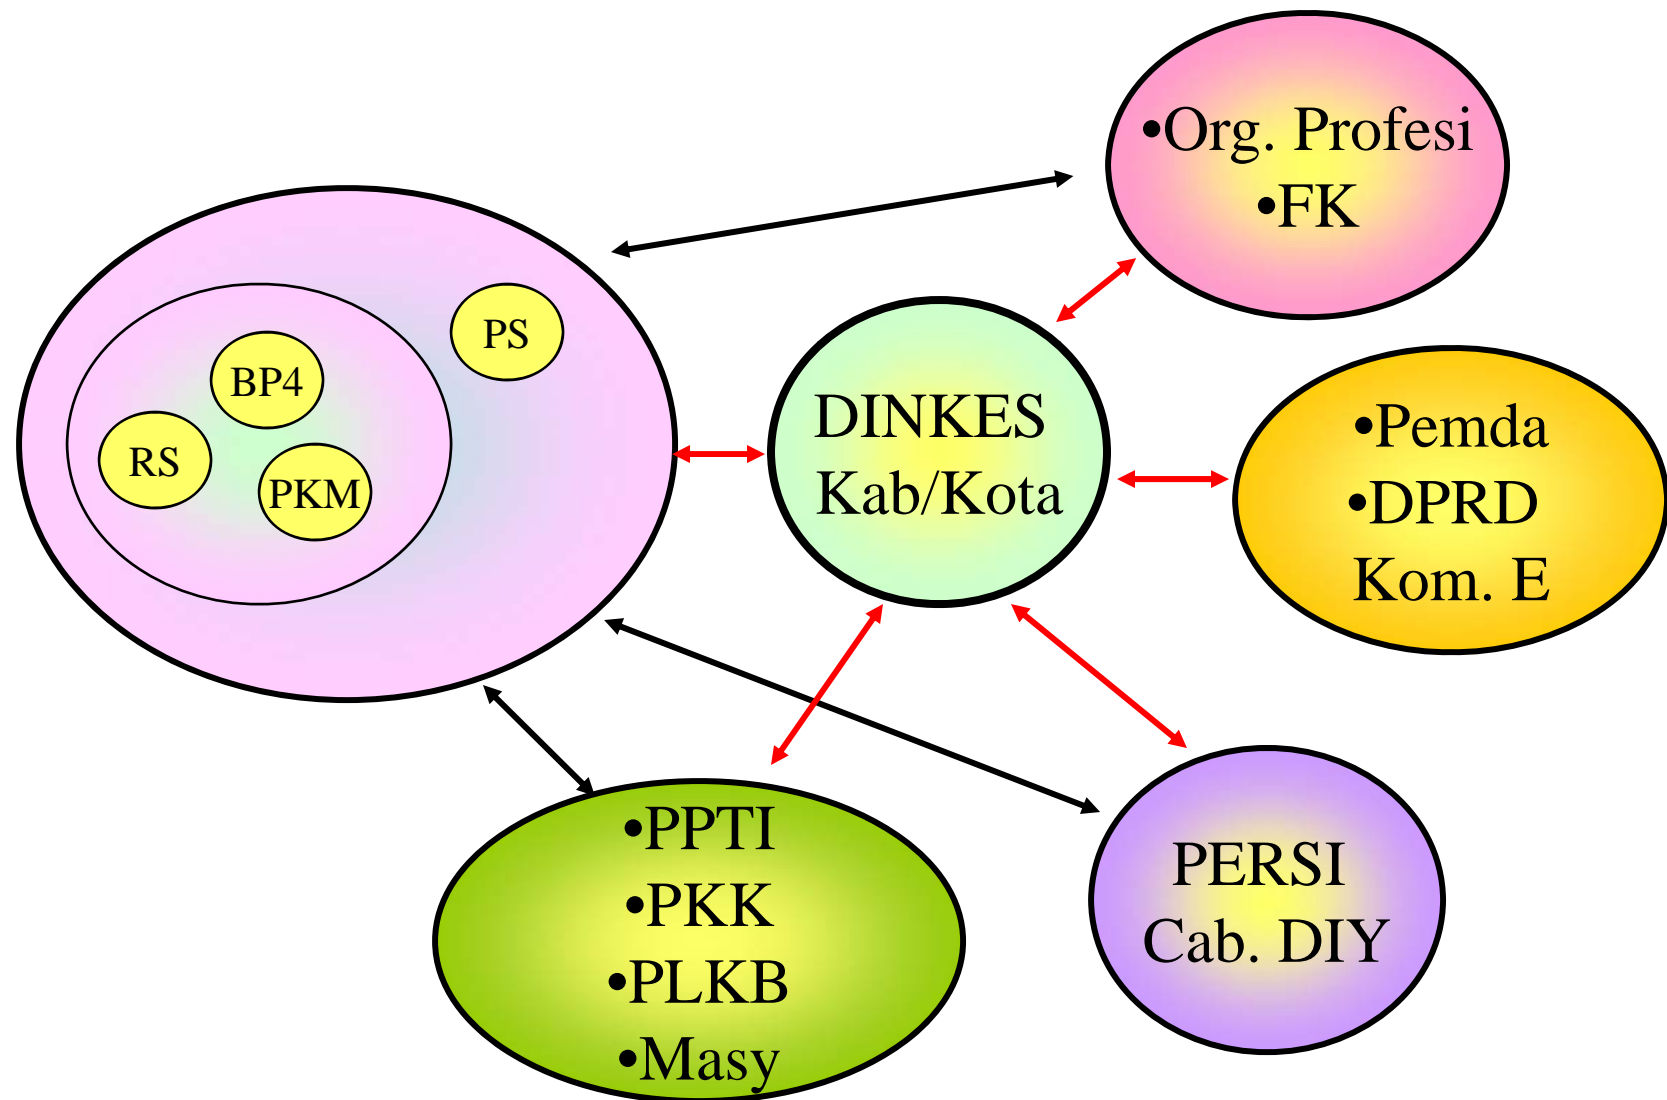 •Org. Profesi
•FK
PS
BP4
RS
PKM
DINKES
Kab/Kota
•Pemda
•DPRD
Kom. E
•PPTI
•PKK
•PLKB
•Masy
PERSI
Cab. DIY